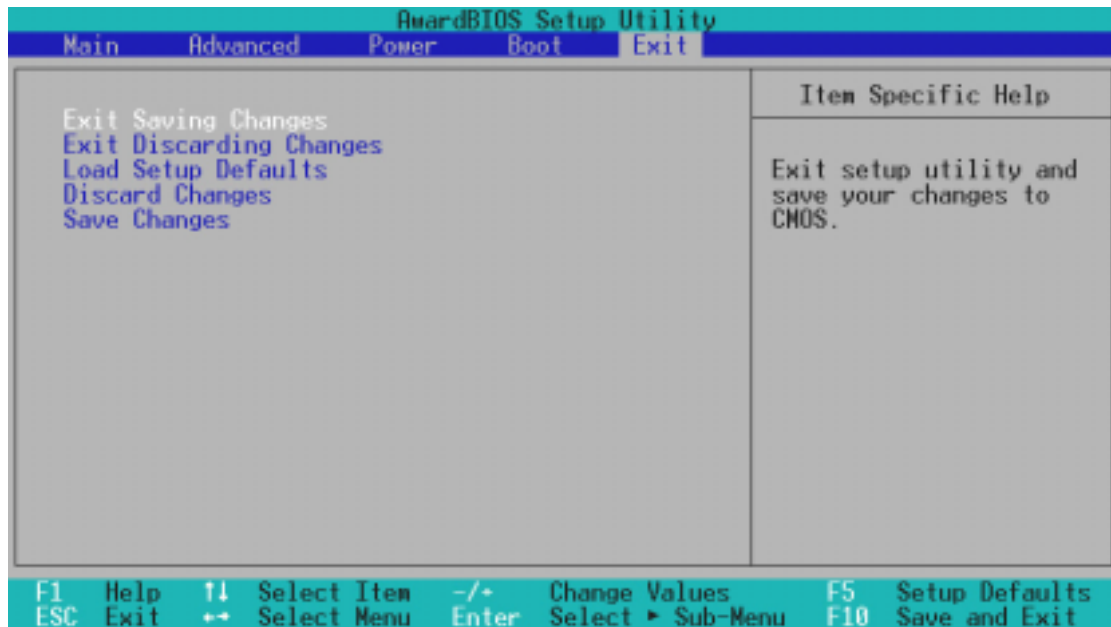 AwardBIOS Setup Utility
Main Advanced Power Boot Exit
Exit Saving Changes
Exit Discarding Changes
Load Setup Defaults
Discard Changes
Save Changes
Item Specific Help
Exit setup utility and
save your changes to
CMOS.
F1 Help ↑↓ Select Item -/+ Change Values F5 Setup Defaults
ESC Exit ←→ Select Menu Enter Select ► Sub-Menu F10 Save and Exit